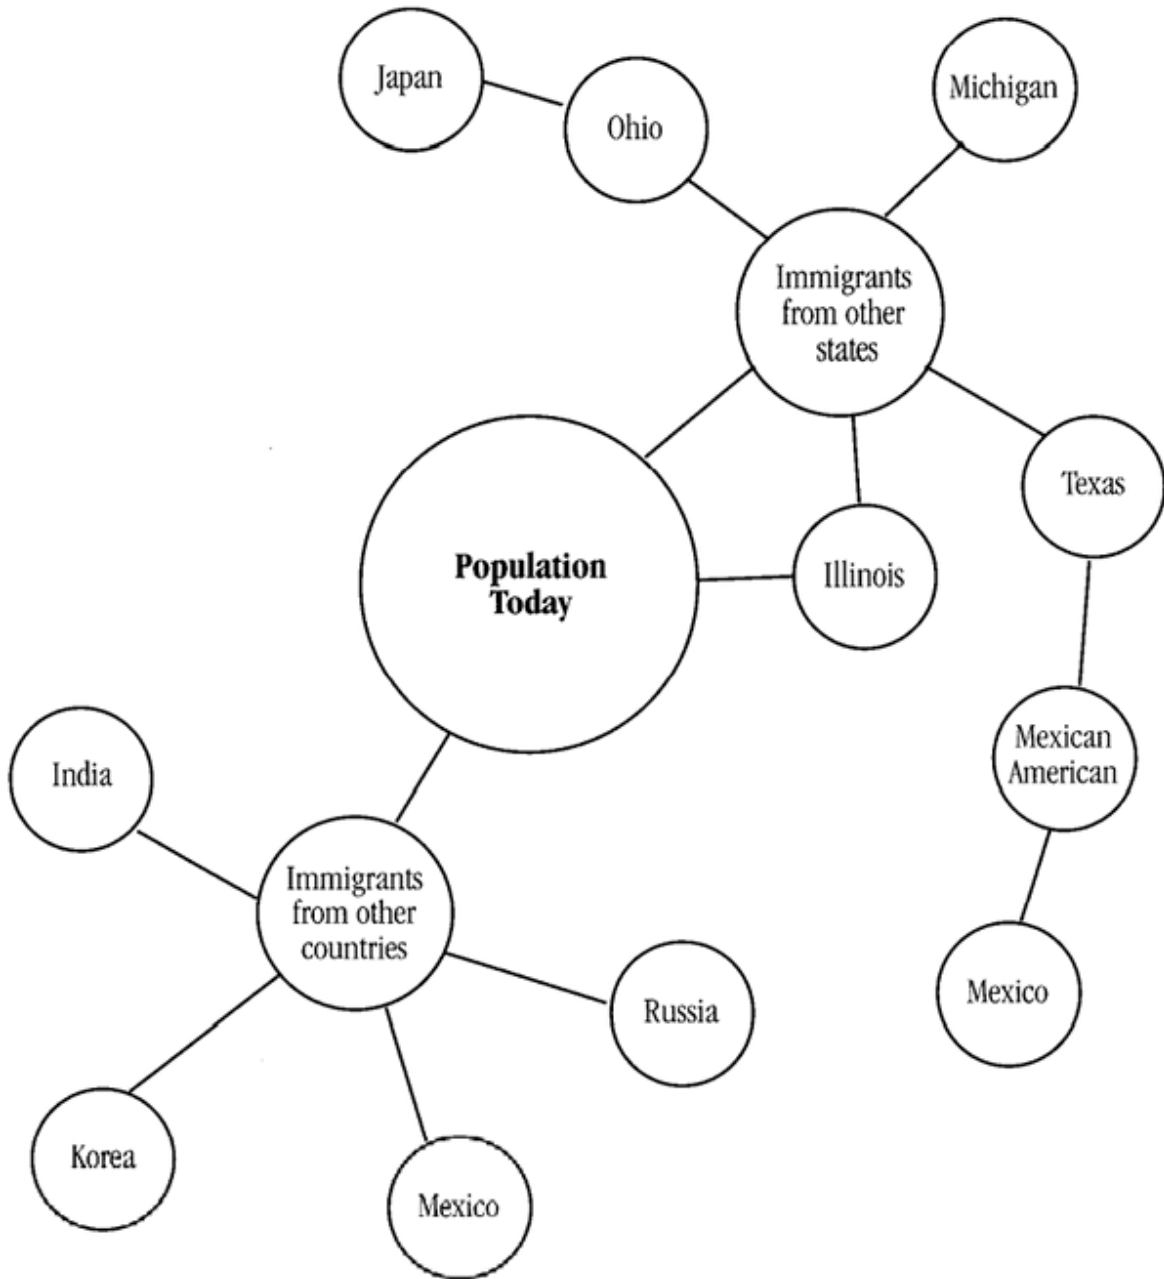 Japan
Ohio
Michigan
Immigrants
from other
states
Texas
Population
Today
Illinois
Mexican
American
India
Immigrants
from other
countries
Mexico
Russia
Korea
Mexico